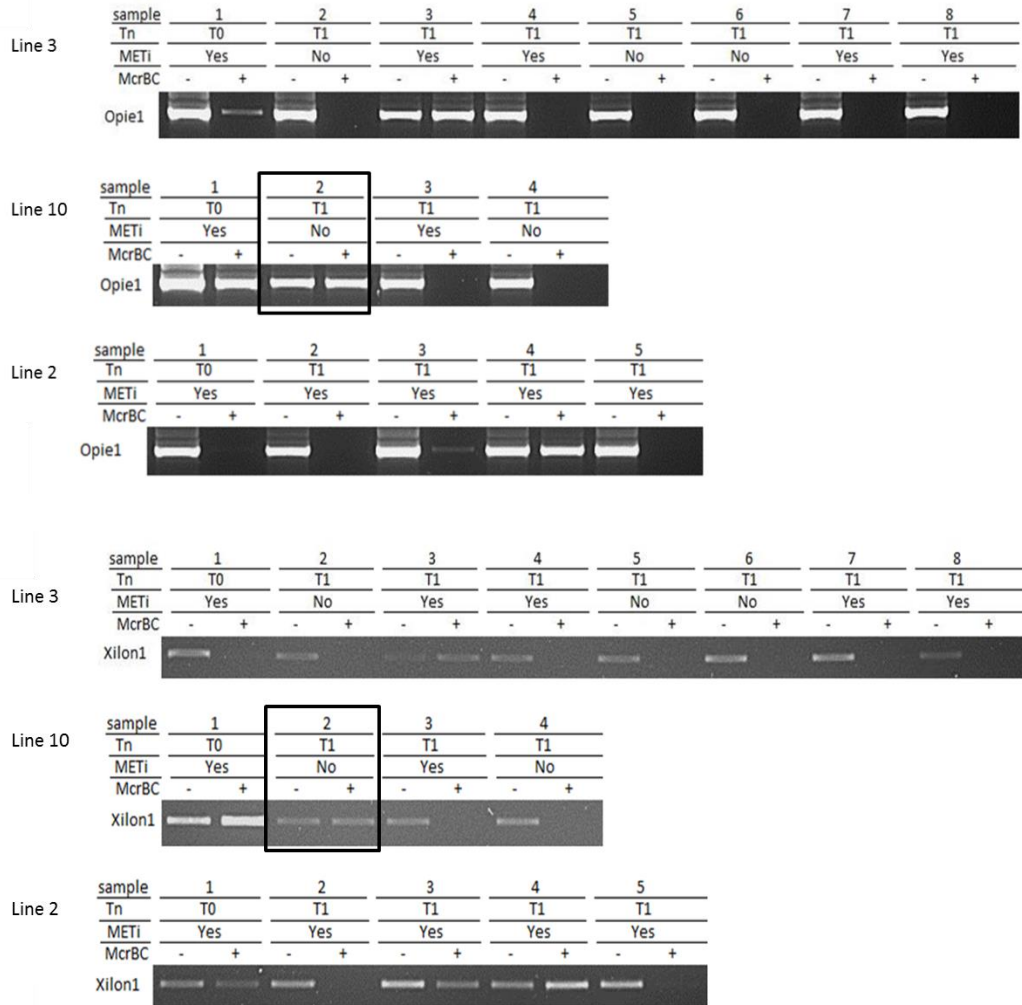 Line 3
sample 1 2 3 4 5 6 7 8
Tn T0 T1 T1 T1 T1 T1 T1 T1
METi Yes No Yes Yes No No Yes Yes
McrBC - + - + - + - + - + - + - + - +
Opie1
Line 10
sample 1 2 3 4
Tn T0 T1 T1 T1
METi Yes No Yes No
McrBC - + - + - + - +
Opie1
Line 2
sample 1 2 3 4 5
Tn T0 T1 T1 T1 T1
METi Yes Yes Yes Yes Yes
McrBC - + - + - + - + - +
Opie1
Line 3
sample 1 2 3 4 5 6 7 8
Tn T0 T1 T1 T1 T1 T1 T1 T1
METi Yes No Yes Yes No No Yes Yes
McrBC - + - + - + - + - + - + - + - +
Xilon1
Line 10
sample 1 2 3 4
Tn T0 T1 T1 T1
METi Yes No Yes No
McrBC - + - + - + - +
Xilon1
Line 2
sample 1 2 3 4 5
Tn T0 T1 T1 T1 T1
METi Yes Yes Yes Yes Yes
McrBC - + - + - + - + - +
Xilon1